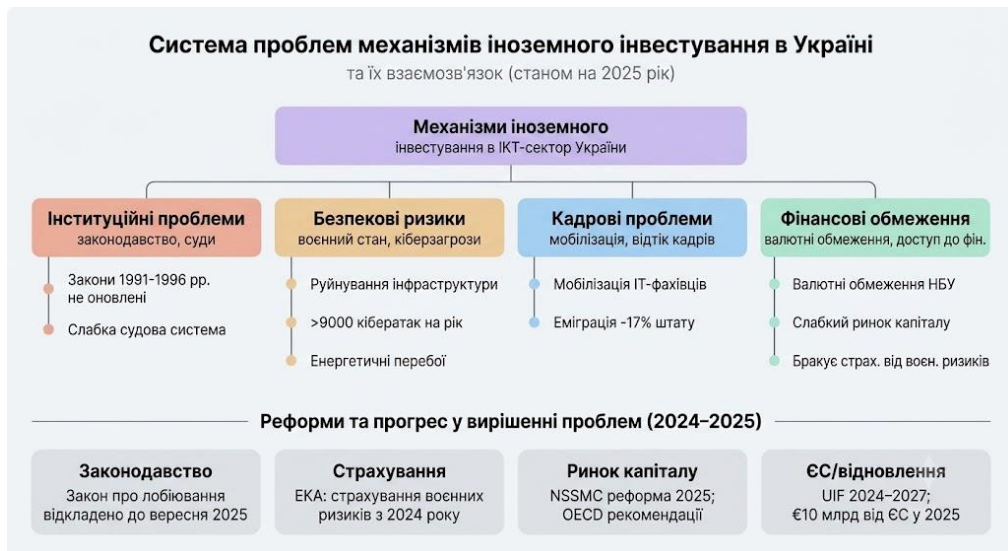 Система проблем механізмів іноземного інвестування в Україні
та їх взаємозв'язок (станом на 2025 рік)
Механізми іноземного
інвестування в ІКТ-сектор України
Інституційні проблеми
законодавство, суди
Закони 1991-1996 рр.
не оновлені
Слабка судова система
Безпекові ризики
воєнний стан, кіберзагрози
Руйнування інфраструктури
>9000 кібератак на рік
Енергетичні перебої
Кадрові проблеми
мобілізація, відтік кадрів
Мобілізація ІТ-фахівців
Еміграція -17% штату
Фінансові обмеження
валютні обмеження, доступ до фін.
Валютні обмеження НБУ
Слабкий ринок капіталу
Бракує страх. від воєн. ризиків
Реформи та прогрес у вирішенні проблем (2024–2025)
Законодавство
Закон про лобіювання
відкладено до вересня 2025
Страхування
ЕКА: страхування воєнних
ризиків з 2024 року
Ринок капіталу
NSSMC реформа 2025;
OECD рекомендації
ЄС/відновлення
UIF 2024–2027;
€10 млрд від ЄС у 2025